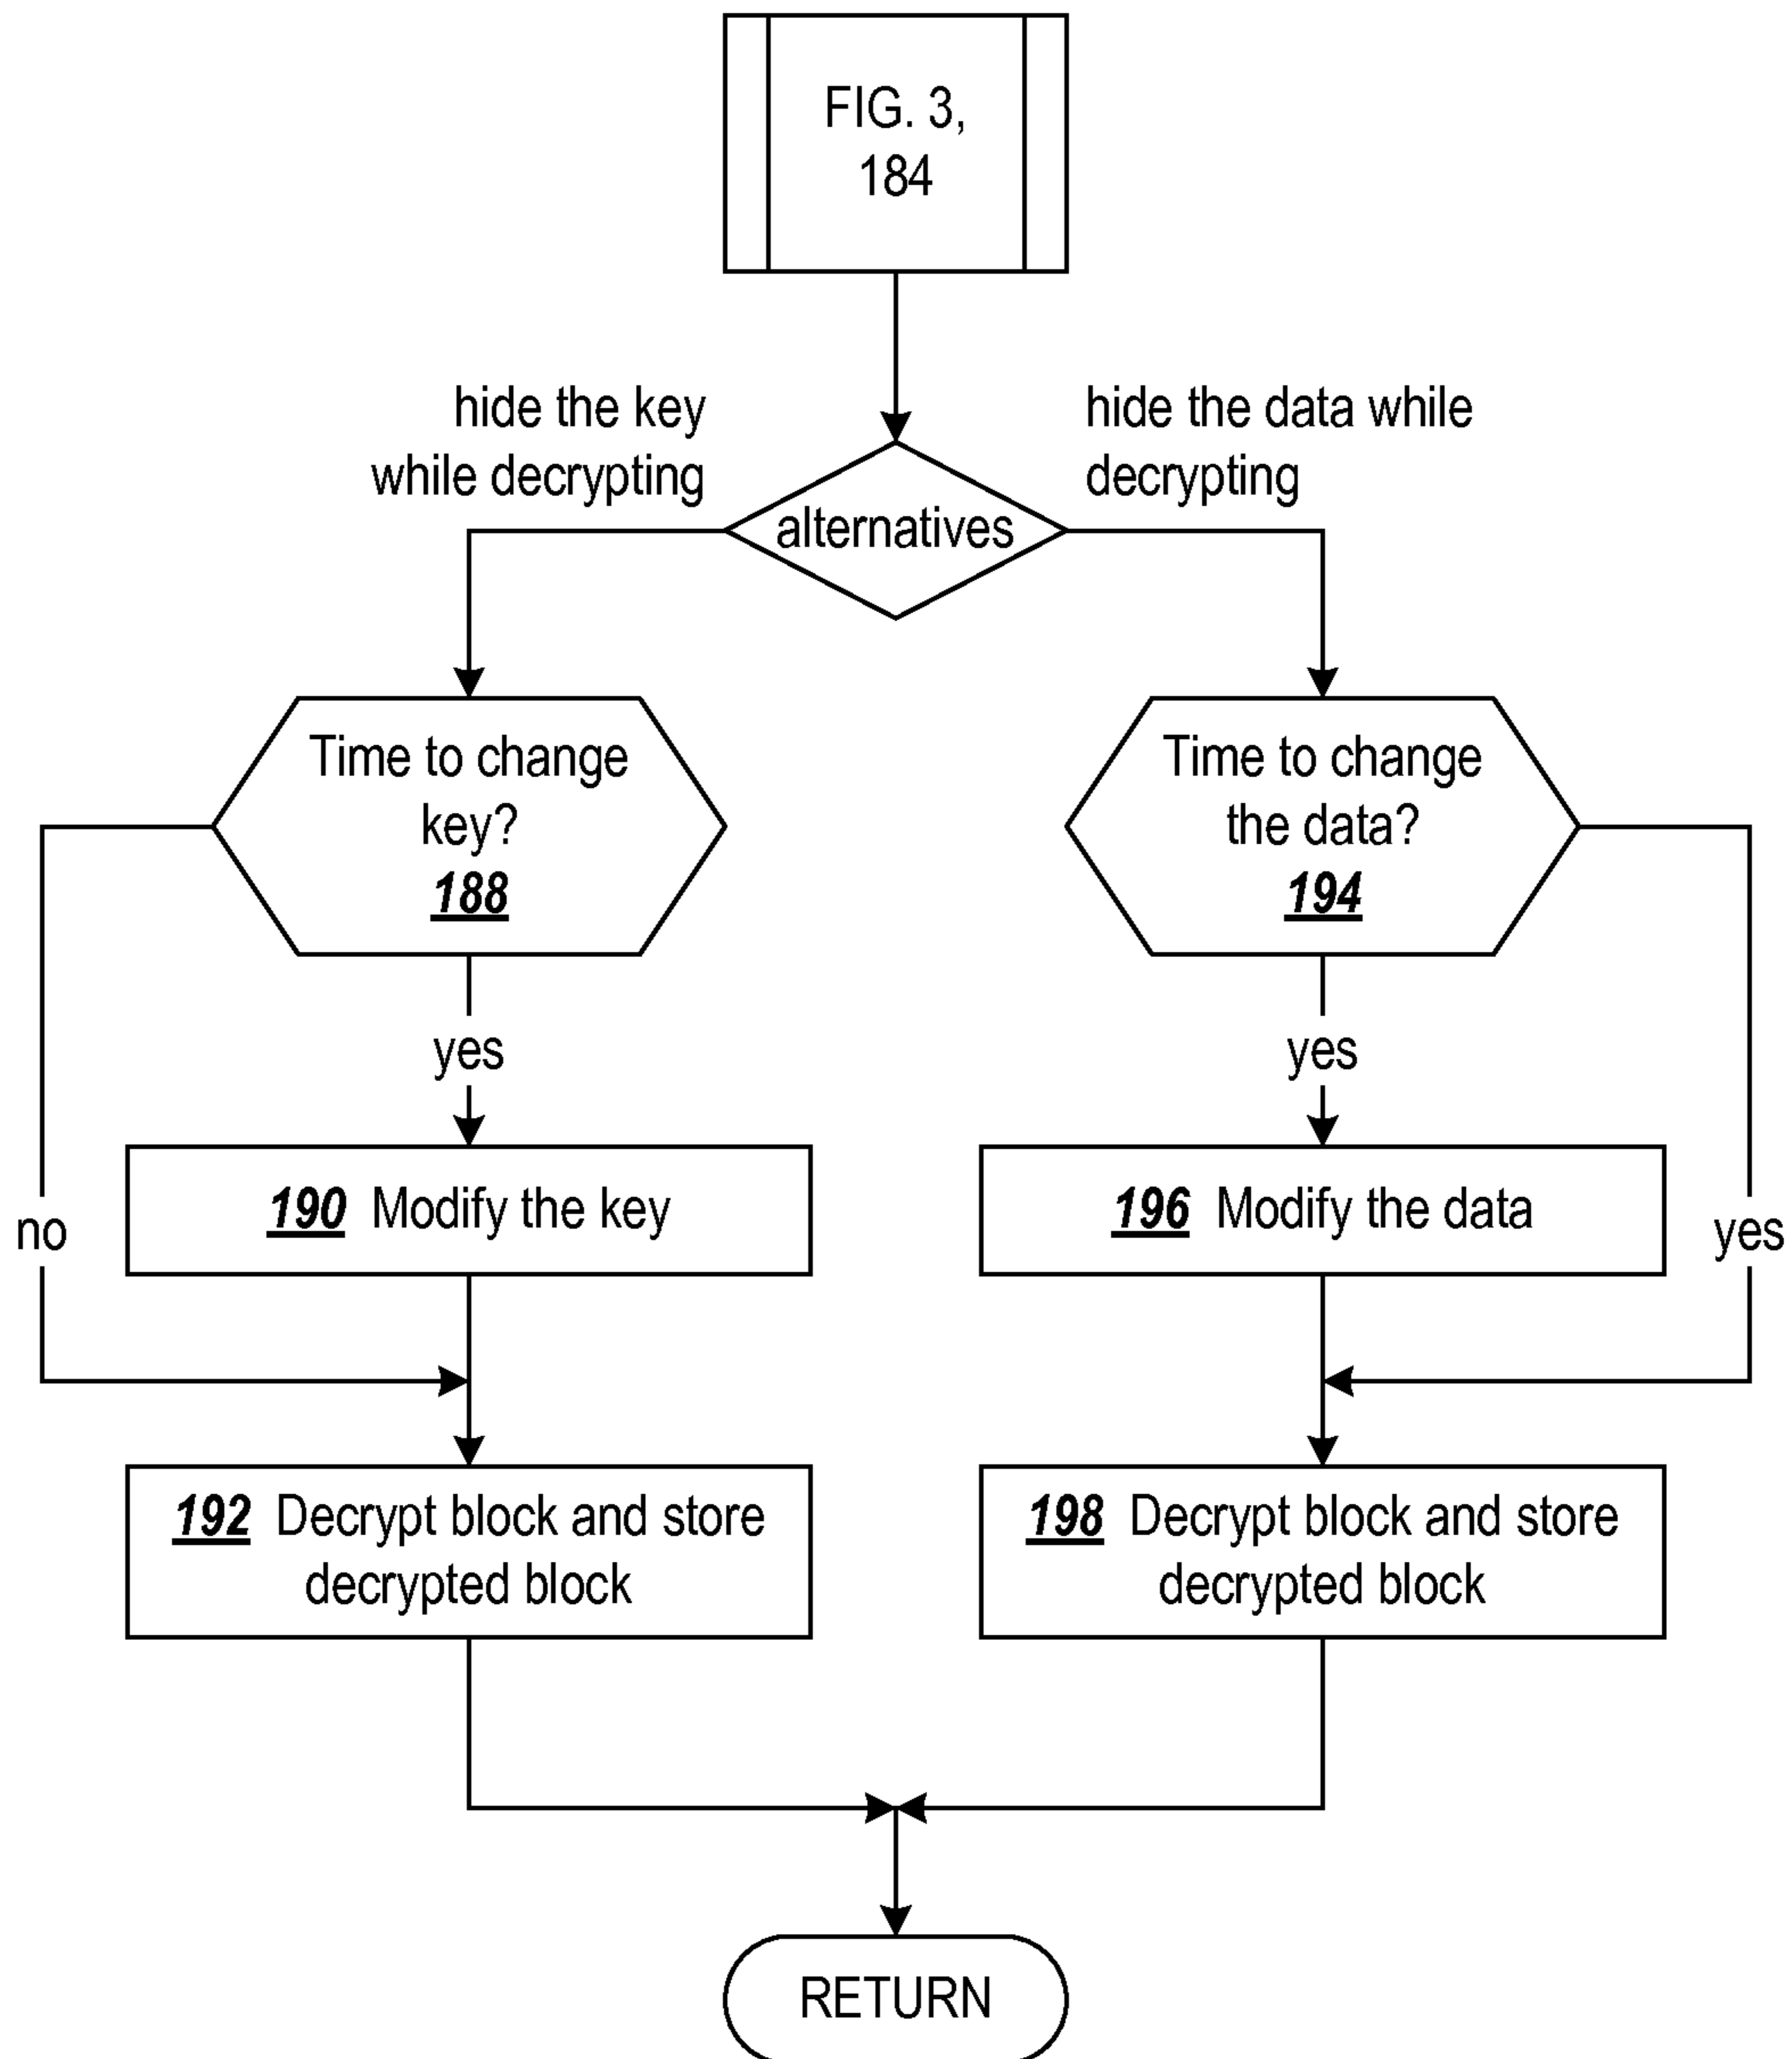 FIG. 3,
184
hide the key
while decrypting
hide the data while
decrypting
alternatives
Time to change
key?
188
Time to change
the data?
194
yes
yes
190 Modify the key
196 Modify the data
no
yes
192 Decrypt block and store
decrypted block
198 Decrypt block and store
decrypted block
RETURN